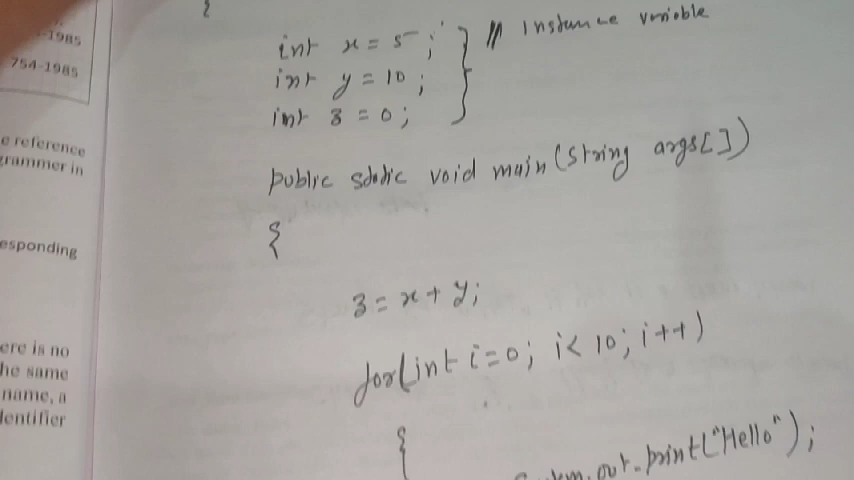 -1985
754-1985
e reference
grammer in
esponding
ere is no
he same
name, a
dentifier
{
int x = 5;
int y = 10;
int z = 0;
} // Instance variable
public static void main(String args[])
{
z = x + y;
for(int i=0; i< 10; i++)
{
System.out.print("Hello");